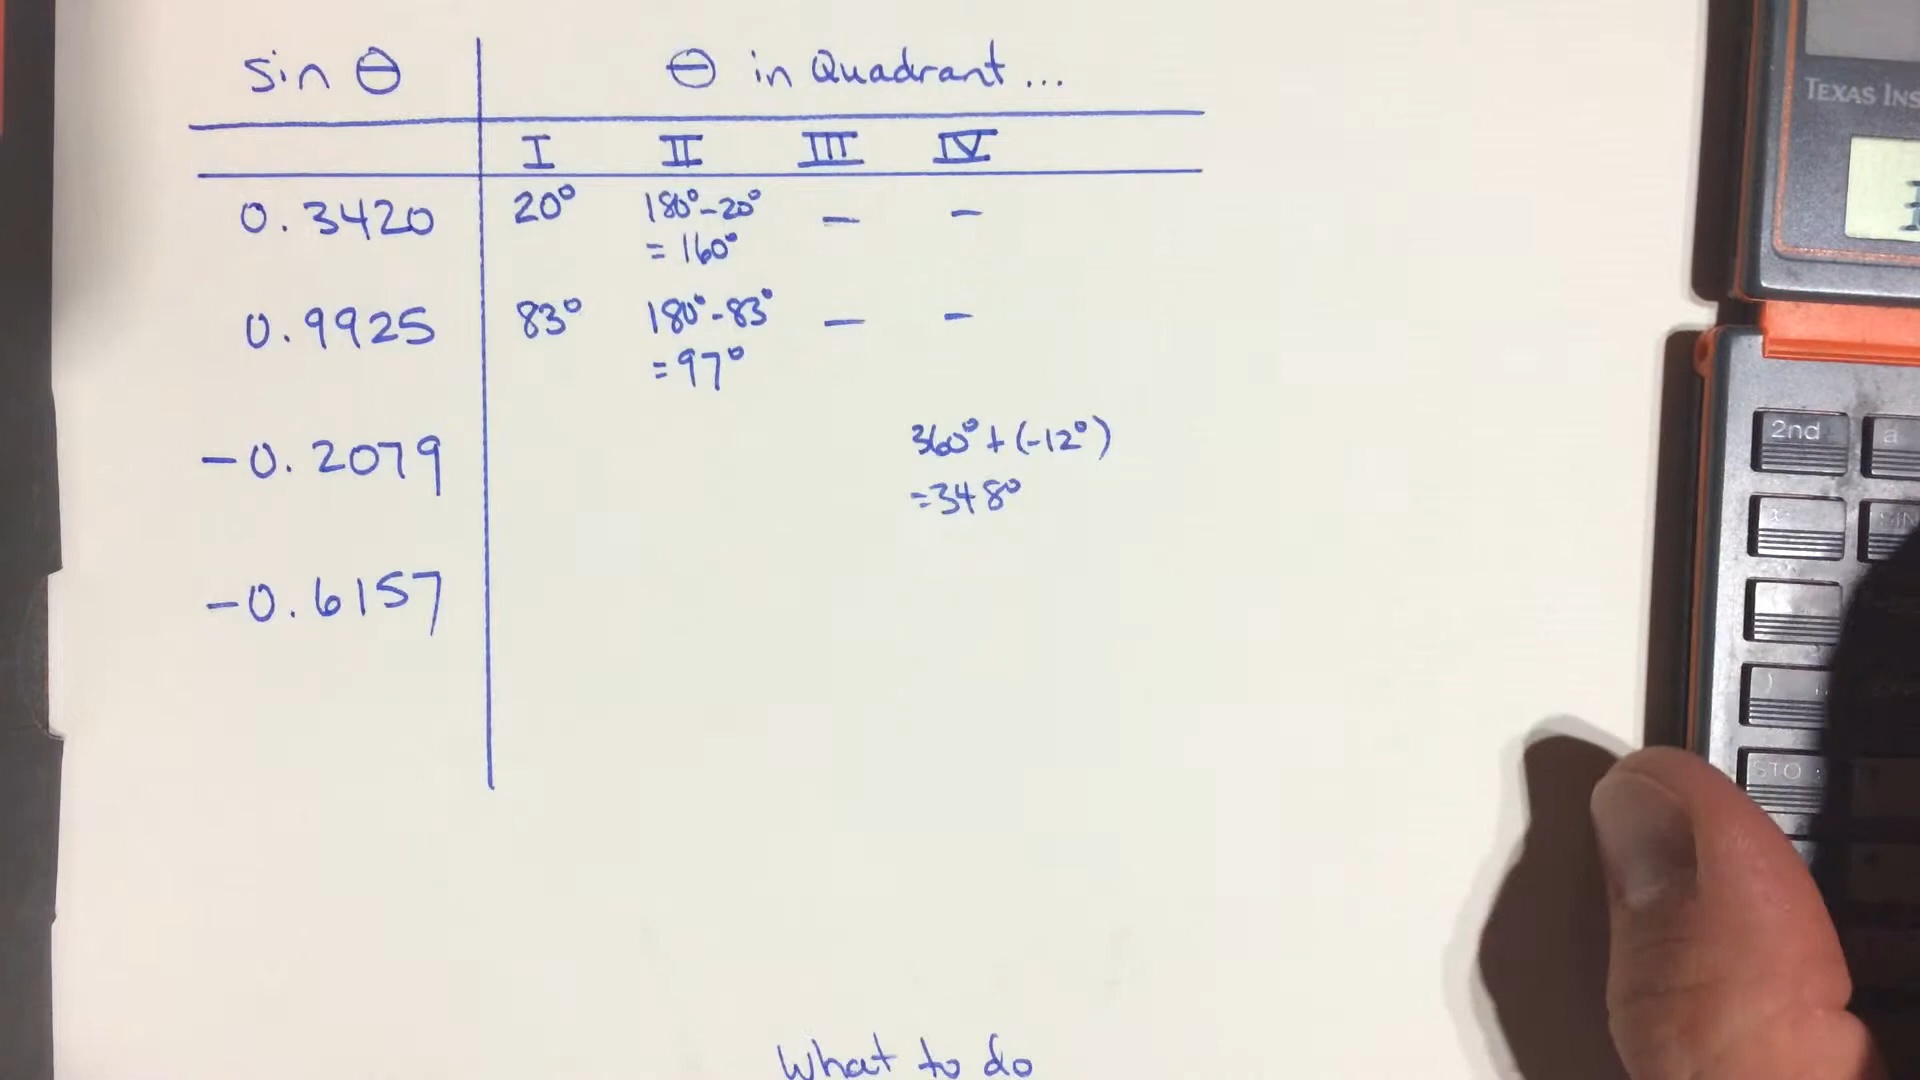 sin θ θ in Quadrant...
I II III IV
0.3420 20° 180°-20° — —
= 160°
0.9925 83° 180°-83° — —
= 97°
-0.2079 360°+(-12°)
=348°
-0.6157
What to do
TEXAS INS
2nd a
SIN
)
STO